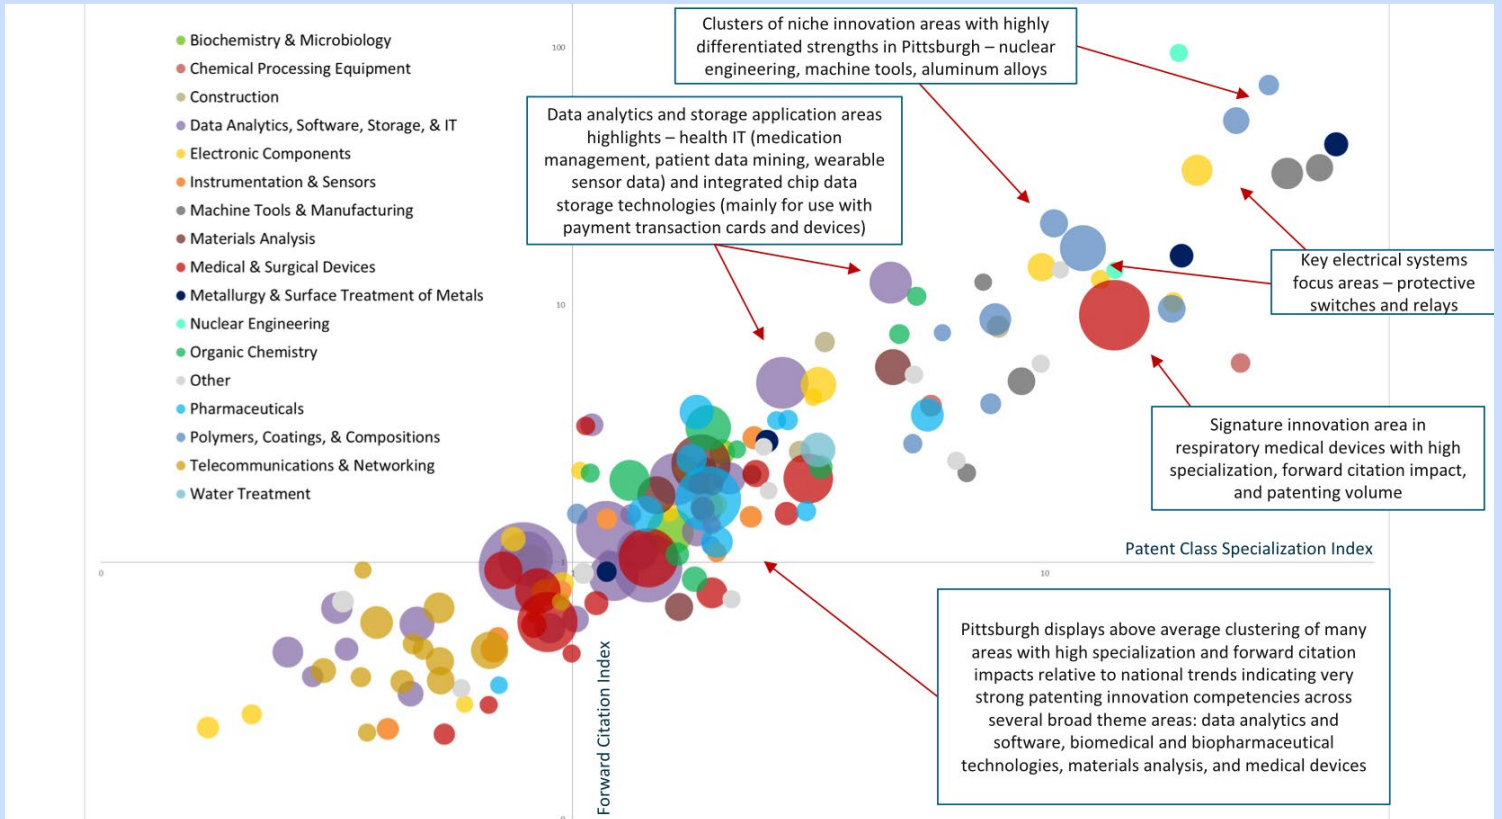 Biochemistry & Microbiology
Chemical Processing Equipment
Construction
Data Analytics, Software, Storage, & IT
Electronic Components
Instrumentation & Sensors
Machine Tools & Manufacturing
Materials Analysis
Medical & Surgical Devices
Metallurgy & Surface Treatment of Metals
Nuclear Engineering
Organic Chemistry
Other
Pharmaceuticals
Polymers, Coatings, & Compositions
Telecommunications & Networking
Water Treatment
100
10
1
0
0
1
10
Clusters of niche innovation areas with highly
differentiated strengths in Pittsburgh – nuclear
engineering, machine tools, aluminum alloys
Data analytics and storage application areas
highlights – health IT (medication
management, patient data mining, wearable
sensor data) and integrated chip data
storage technologies (mainly for use with
payment transaction cards and devices)
Key electrical systems
focus areas – protective
switches and relays
Signature innovation area in
respiratory medical devices with high
specialization, forward citation impact,
and patenting volume
Patent Class Specialization Index
Forward Citation Index
Pittsburgh displays above average clustering of many
areas with high specialization and forward citation
impacts relative to national trends indicating very
strong patenting innovation competencies across
several broad theme areas: data analytics and
software, biomedical and biopharmaceutical
technologies, materials analysis, and medical devices